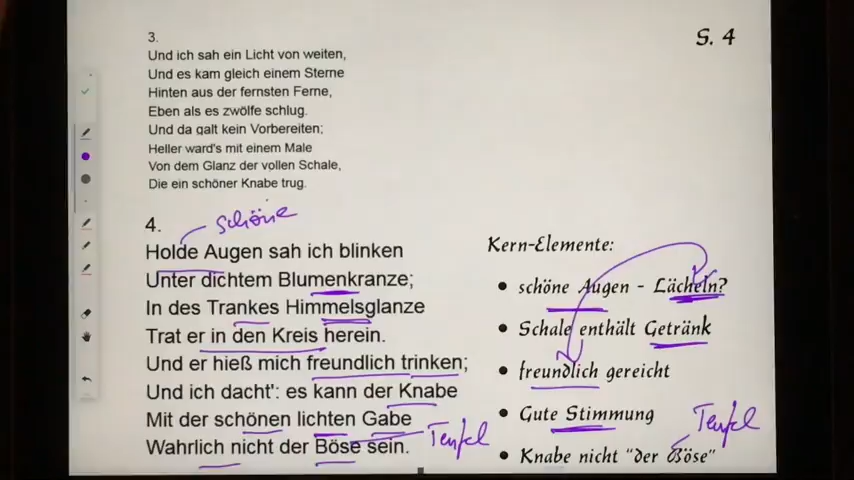 S. 4
3.
Und ich sah ein Licht von weiten,
Und es kam gleich einem Sterne
Hinten aus der fernsten Ferne,
Eben als es zwölfe schlug.
Und da galt kein Vorbereiten;
Heller ward's mit einem Male
Von dem Glanz der vollen Schale,
Die ein schöner Knabe trug.
schöne
4.
Holde Augen sah ich blinken
Unter dichtem Blumenkranze;
In des Trankes Himmelsglanze
Trat er in den Kreis herein.
Und er hieß mich freundlich trinken;
Und ich dacht': es kann der Knabe
Mit der schönen lichten Gabe
Wahrlich nicht der Böse sein.
Teufel
Kern-Elemente:
• schöne Augen - Lächeln?
• Schale enthält Getränk
• freundlich gereicht
• Gute Stimmung
Teufel
• Knabe nicht "der Böse"